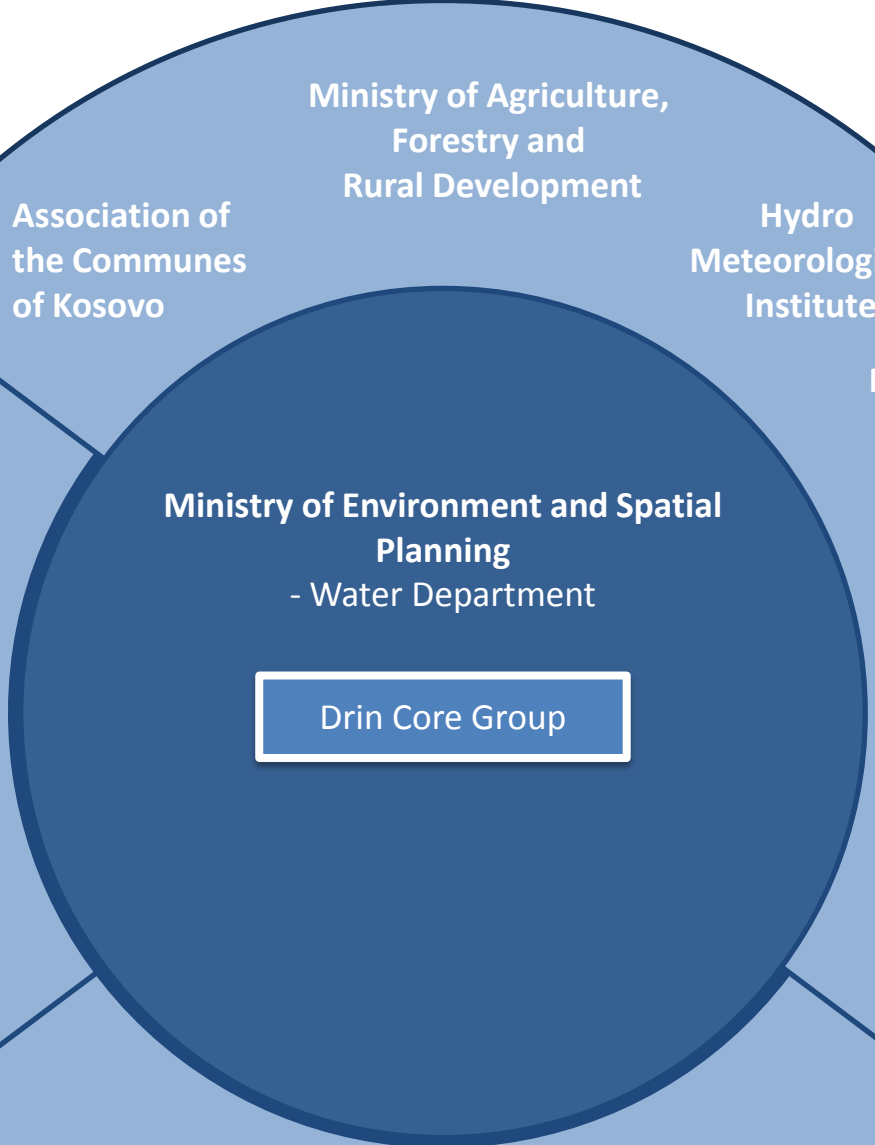 Ministry of Agriculture,
Forestry and
Rural Development
Association of
the Communes
of Kosovo
Hydro
Meteorologi
Institute
Ministry of Environment and Spatial
Planning
- Water Department
Drin Core Group